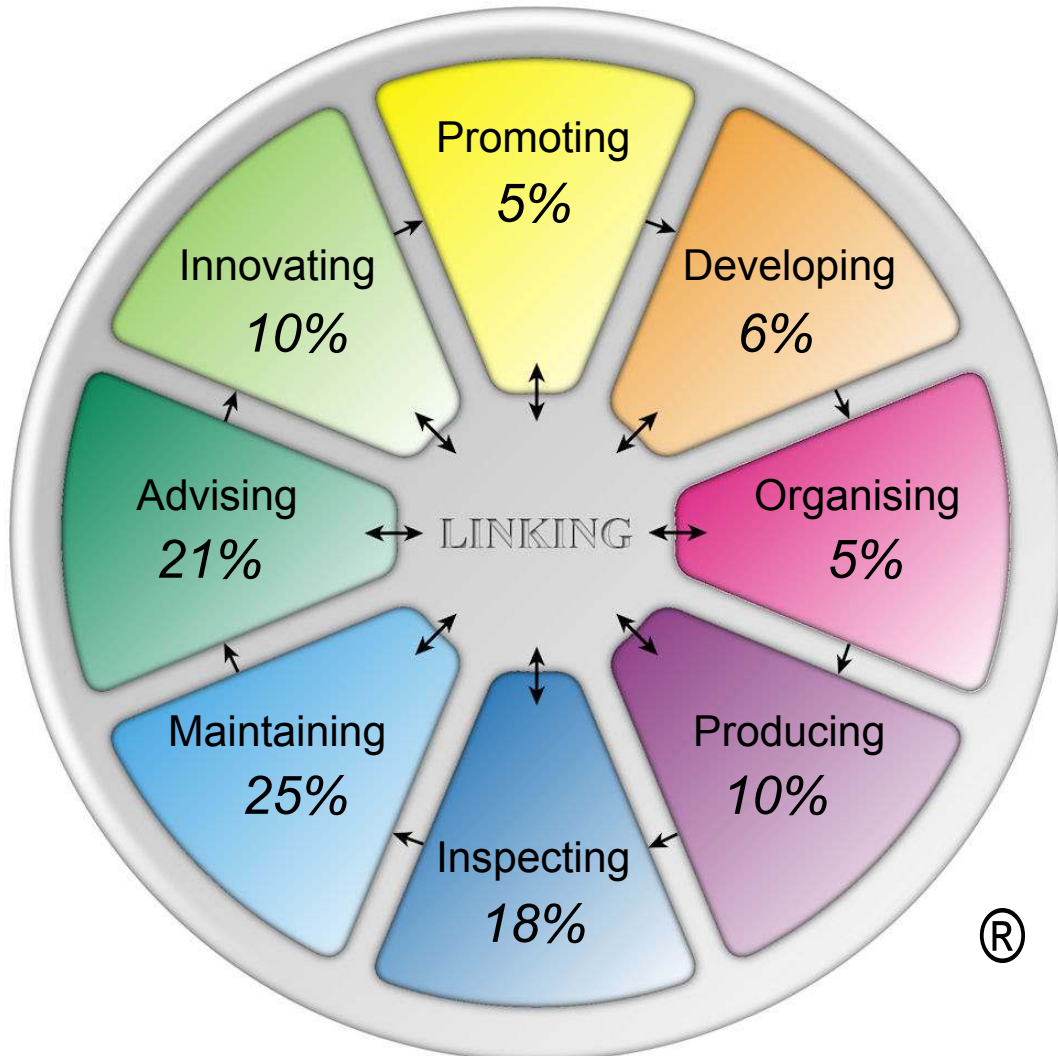 Promoting
5%
Developing
6%
Organising
5%
Producing
10%
Inspecting
18%
Maintaining
25%
Advising
21%
Innovating
10%
LINKING
®